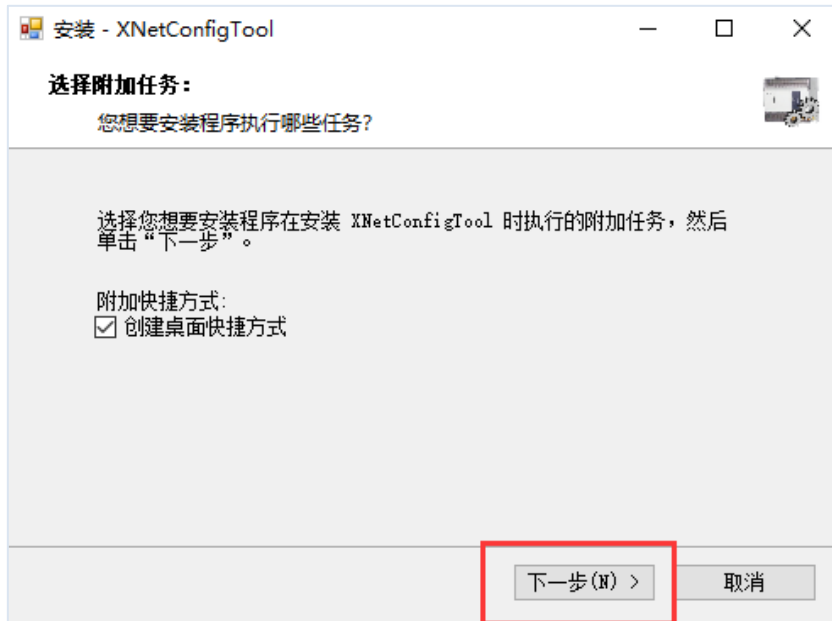 安装 - XNetConfigTool
选择附加任务：
您想要安装程序执行哪些任务?
选择您想要安装程序在安装 XNetConfigTool 时执行的附加任务，然后
单击“下一步”。
附加快捷方式:
创建桌面快捷方式
下一步(N) >
取消